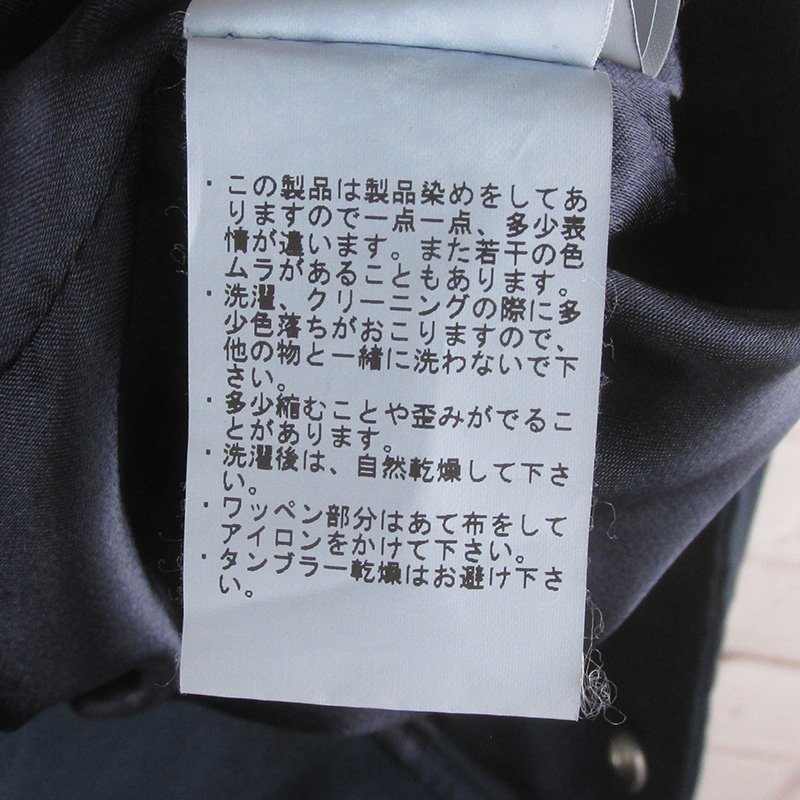 ・この製品は製品染めをしてあ
りますので一点一点、多少表
情が違います。また若干の色
ムラがあることもあります。
・洗濯、クリーニングの際に多
少色落ちがおこりますので、
他の物と一緒に洗わないで下
さい。
・多少縮むことや歪みがでるこ
とがあります。
・洗濯後は、自然乾燥して下さ
い。
・ワッペン部分はあて布をして
アイロンをかけて下さい。
・タンブラー乾燥はお避け下さ
い。